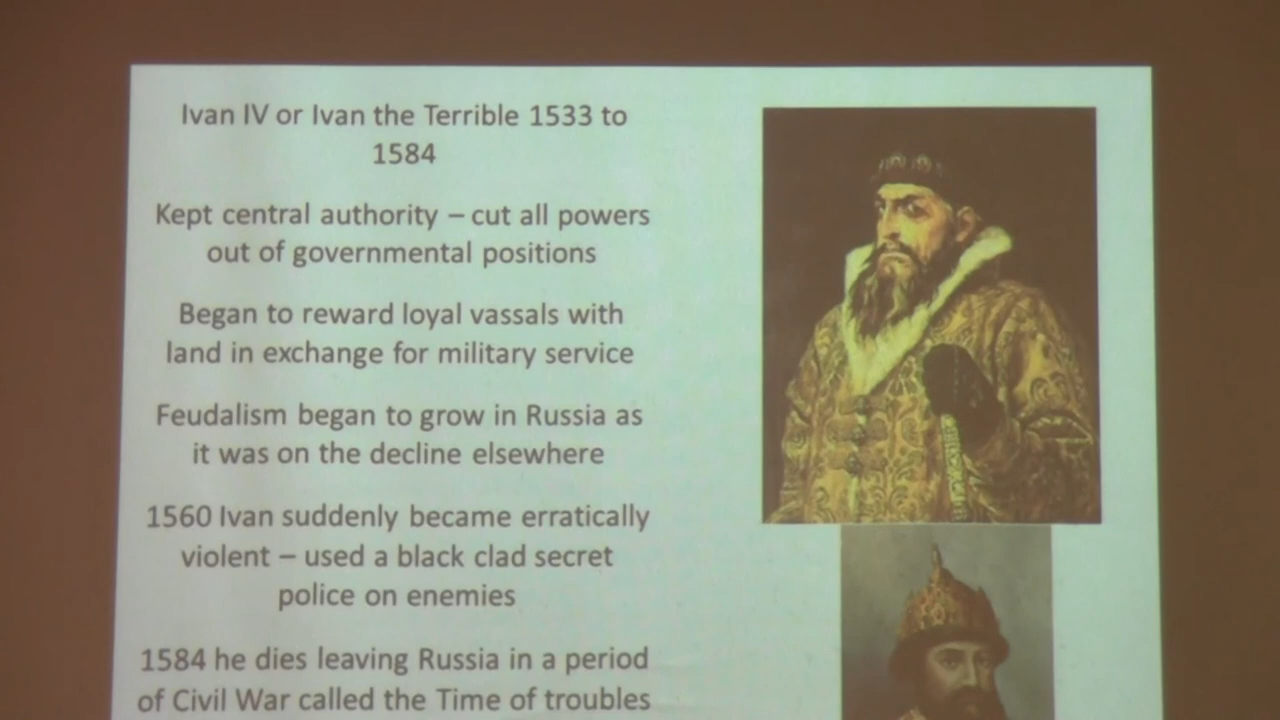 Ivan IV or Ivan the Terrible 1533 to
1584
Kept central authority – cut all powers
out of governmental positions
Began to reward loyal vassals with
land in exchange for military service
Feudalism began to grow in Russia as
it was on the decline elsewhere
1560 Ivan suddenly became erratically
violent – used a black clad secret
police on enemies
1584 he dies leaving Russia in a period
of Civil War called the Time of troubles